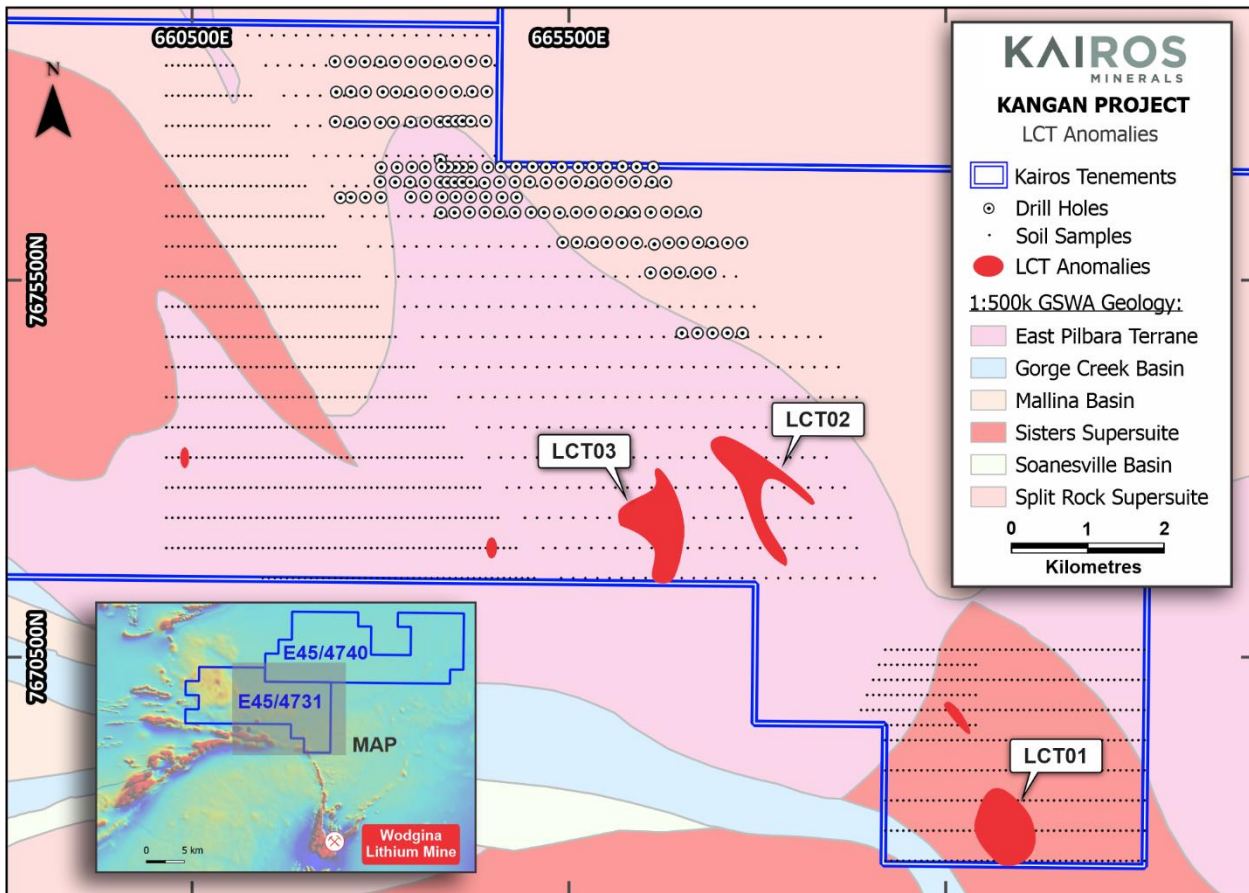 660500E
665500E
N
7675500N
7670500N
KAIROS
MINERALS
KANGAN PROJECT
LCT Anomalies
Kairos Tenements
Drill Holes
Soil Samples
LCT Anomalies
1:500k GSWA Geology:
East Pilbara Terrane
Gorge Creek Basin
Mallina Basin
Sisters Supersuite
Soanesville Basin
Split Rock Supersuite
0 1 2
Kilometres
LCT02
LCT03
LCT01
E45/4740
E45/4731
MAP
Wodgina
Lithium Mine
0 5 km